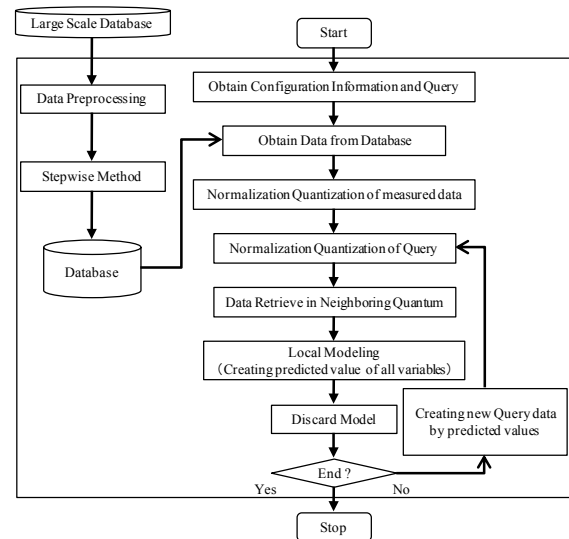 Large Scale Database
Start
Data Preprocessing
Obtain Configuration Information and Query
Obtain Data from Database
Stepwise Method
Normalization Quantization of measured data
Database
Normalization Quantization of Query
Data Retrieve in Neighboring Quantum
Local Modeling
(Creating predicted value of all variables)
Creating new Query data
by predicted values
Discard Model
End ?
Yes
No
Stop